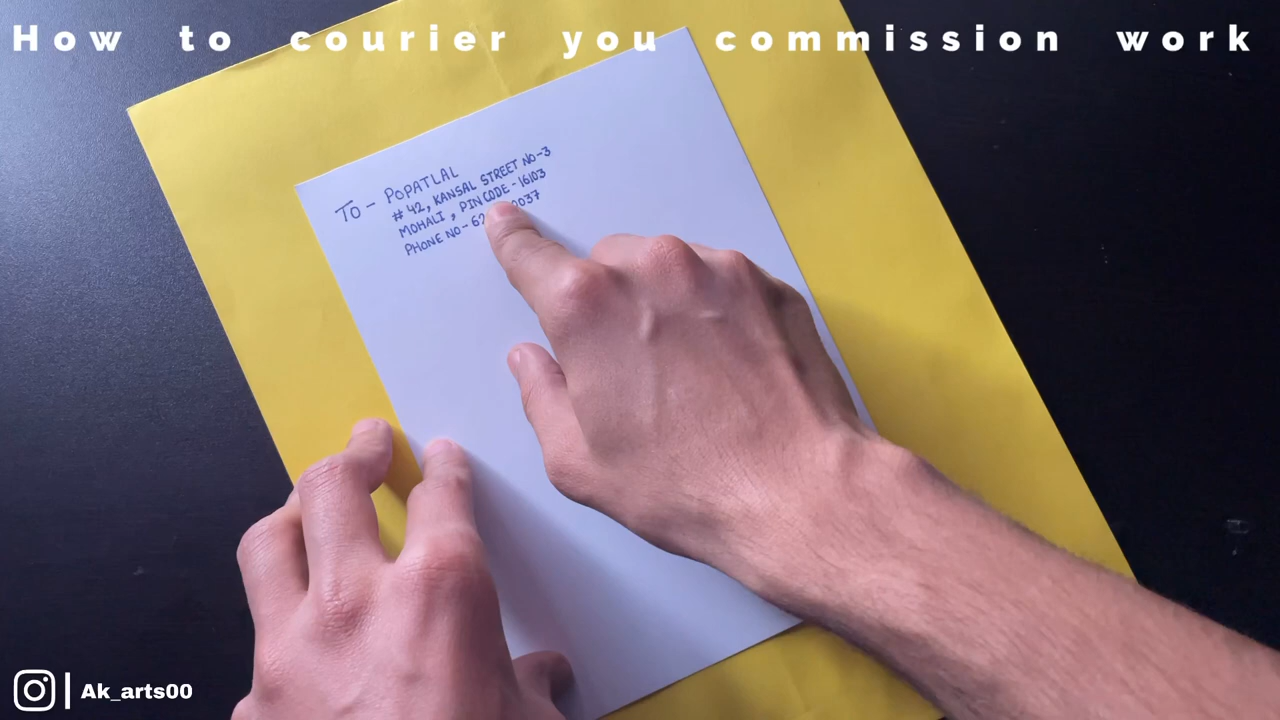 How to courier you commission work
To - POPATLAL
# 42, KANSAL STREET NO-3
MOHALI, PIN CODE - 16103
PHONE NO - 62 0037
Ak_arts00